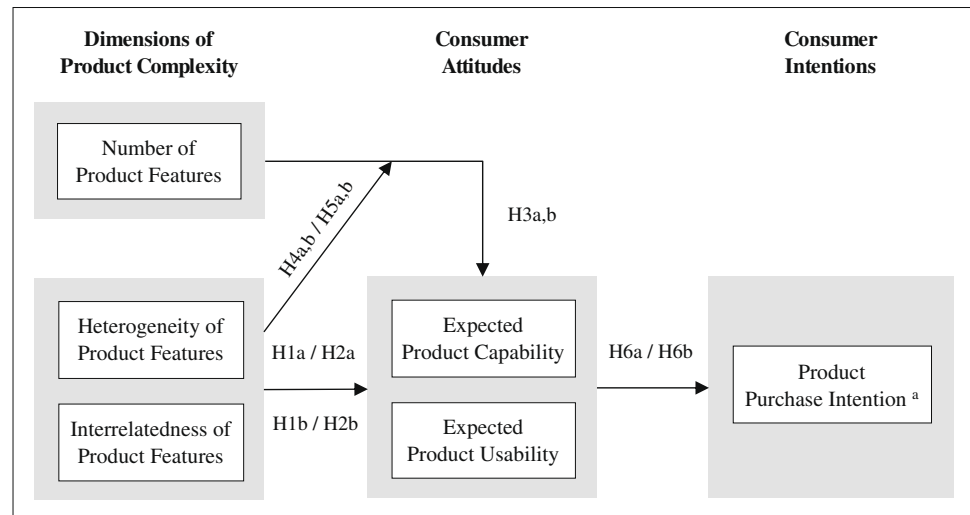 Dimensions of
Product Complexity
Consumer
Attitudes
Consumer
Intentions
Number of
Product Features
H4a,b / H5a,b
H3a,b
Heterogeneity of
Product Features
H1a / H2a
H1b / H2b
Interrelatedness of
Product Features
Expected
Product Capability
Expected
Product Usability
H6a / H6b
Product
Purchase Intention a